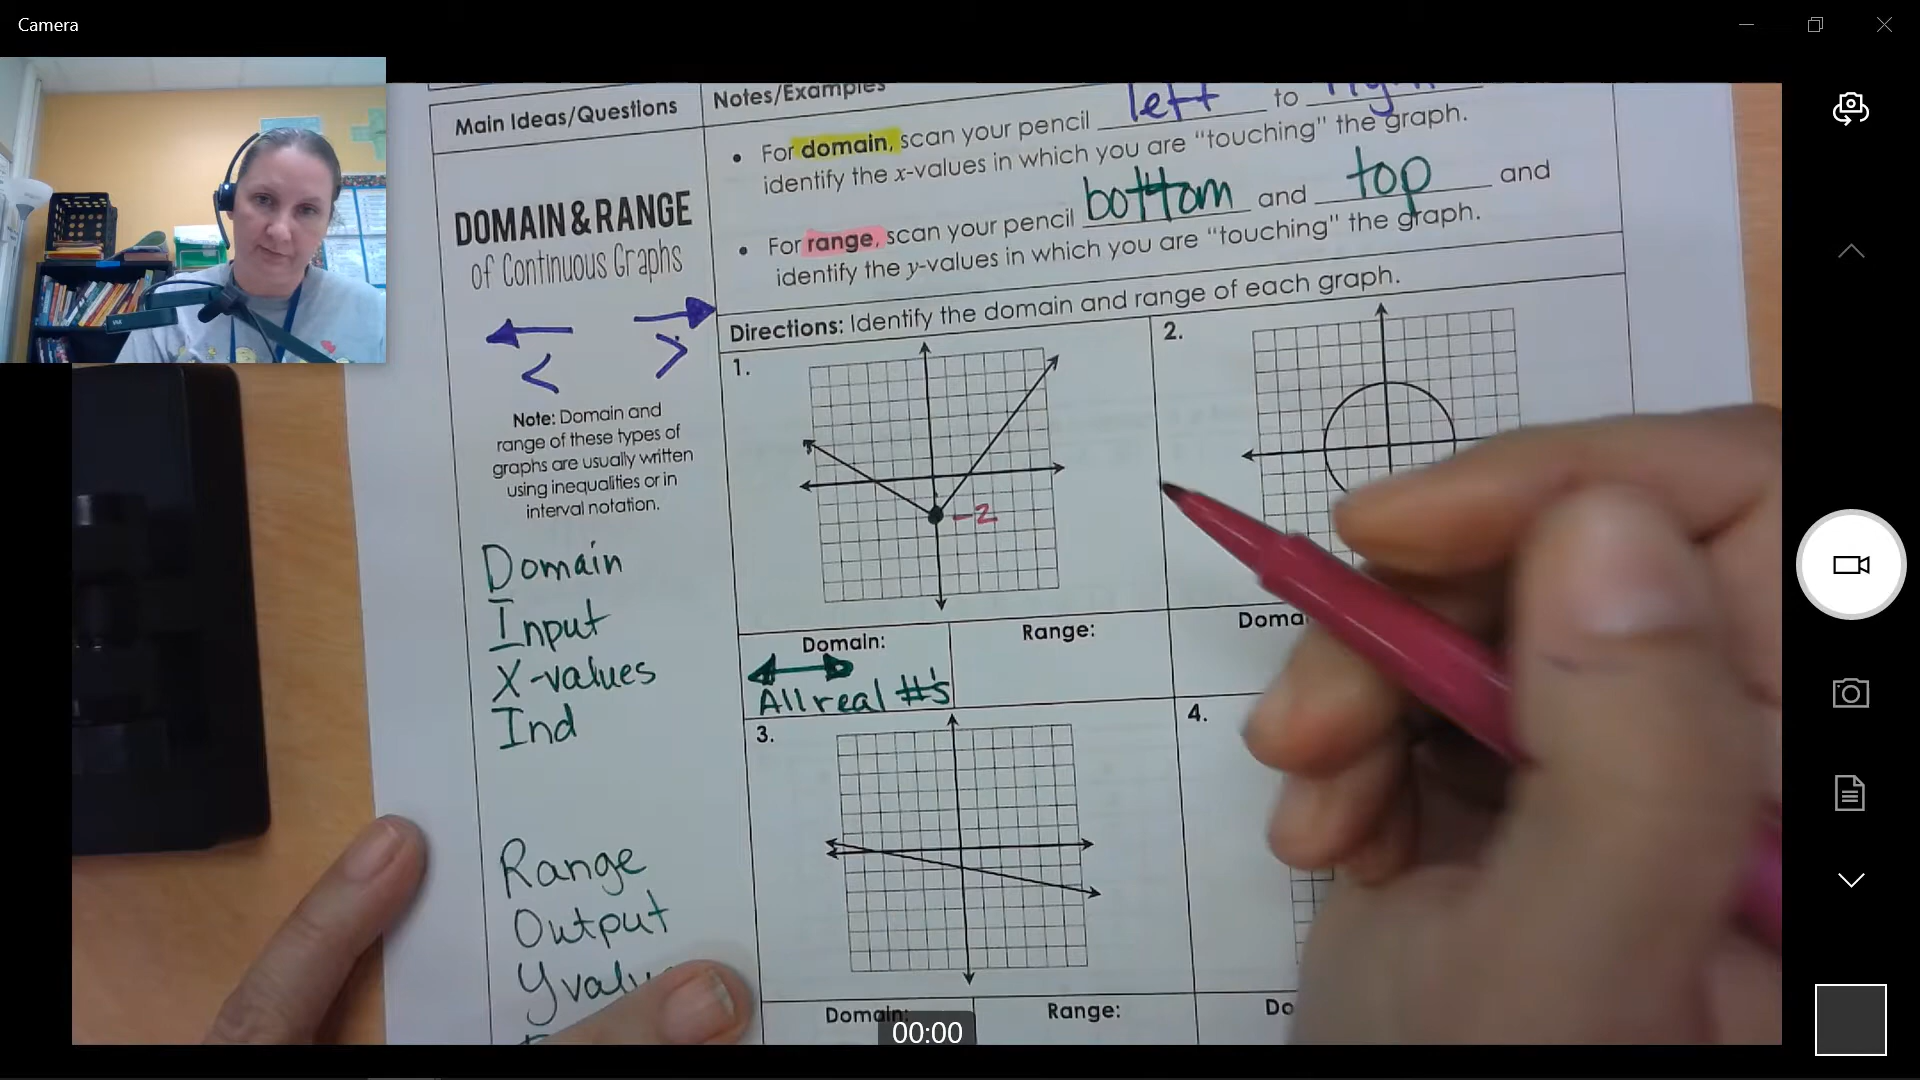 Camera
Main Ideas/Questions
Notes/Examples
• For domain, scan your pencil left to right
identify the x-values in which you are "touching" the graph.
• For range, scan your pencil bottom and top and
identify the y-values in which you are "touching" the graph.
DOMAIN & RANGE
of Continuous Graphs
< >
Note: Domain and
range of these types of
graphs are usually written
using inequalities or in
interval notation.
Domain
Input
X-values
Ind
Range
Output
Directions: Identify the domain and range of each graph.
1.
-2
Domain:
All real #'s
Range:
2.
3.
Domain:
Range:
4.
00:00